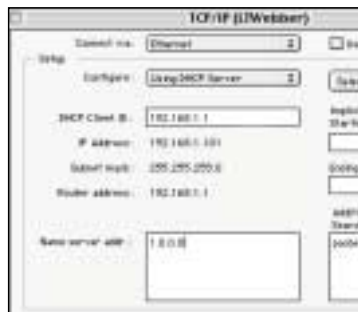 TCP/IP (LJWebber)
Connect via: Ethernet
Setup
Configure: Using DHCP Server
DHCP Client ID: 192.168.1.1
IP Address: 192.168.1.101
Subnet mask: 255.255.255.0
Router address: 192.168.1.1
Name server addr.: 1.0.0.0
Ending